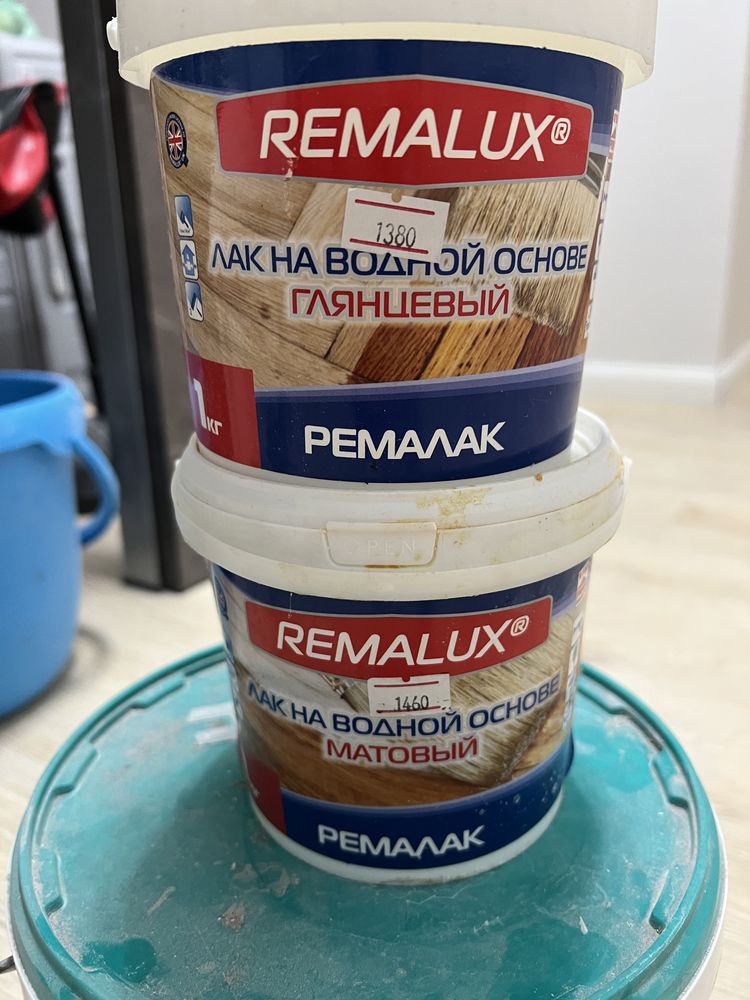 REMALUX®
1380
ЛАК НА ВОДНОЙ ОСНОВЕ
ГЛЯНЦЕВЫЙ
1КГ
РЕМАЛАК
OPEN
REMALUX®
1460
ЛАК НА ВОДНОЙ ОСНОВЕ
МАТОВЫЙ
РЕМАЛАК